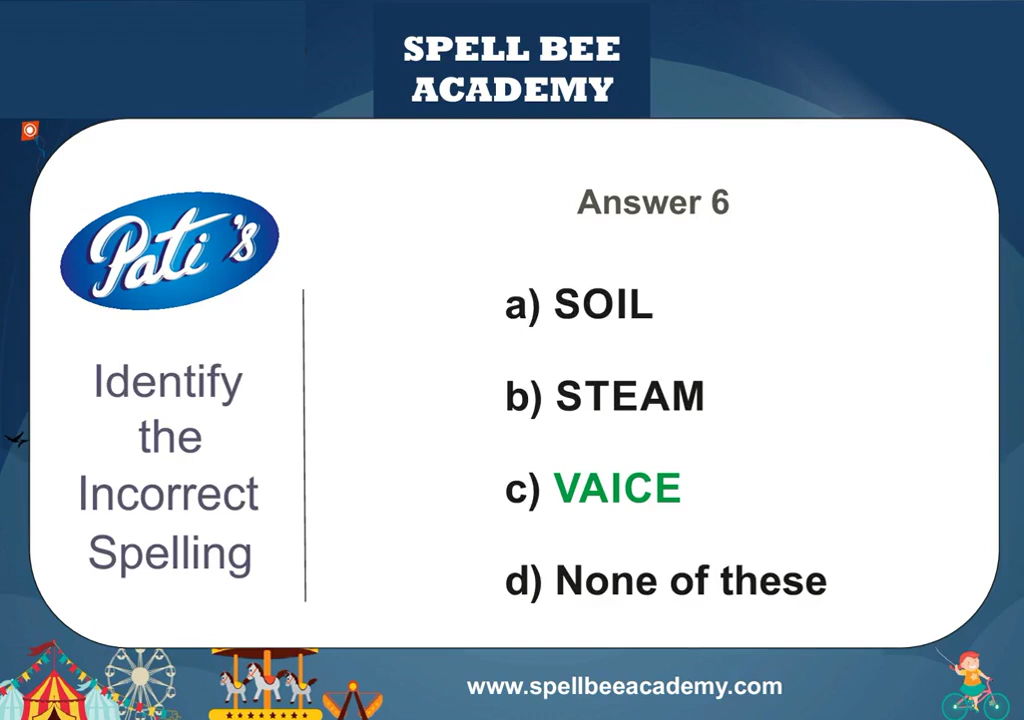 SPELL BEE
ACADEMY
Pati's
Identify
the
Incorrect
Spelling
Answer 6
a) SOIL
b) STEAM
c) VAICE
d) None of these
www.spellbeeacademy.com